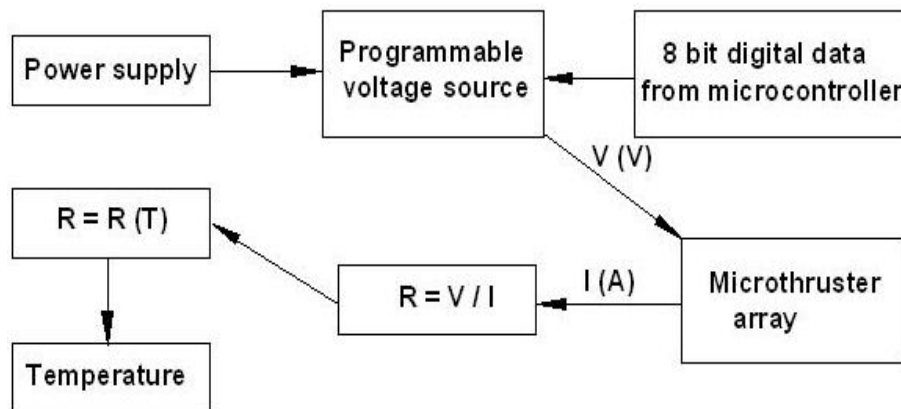 Power supply
Programmable
voltage source
8 bit digital data
from microcontroller
V (V)
Microthruster
array
I (A)
R = V / I
R = R (T)
Temperature